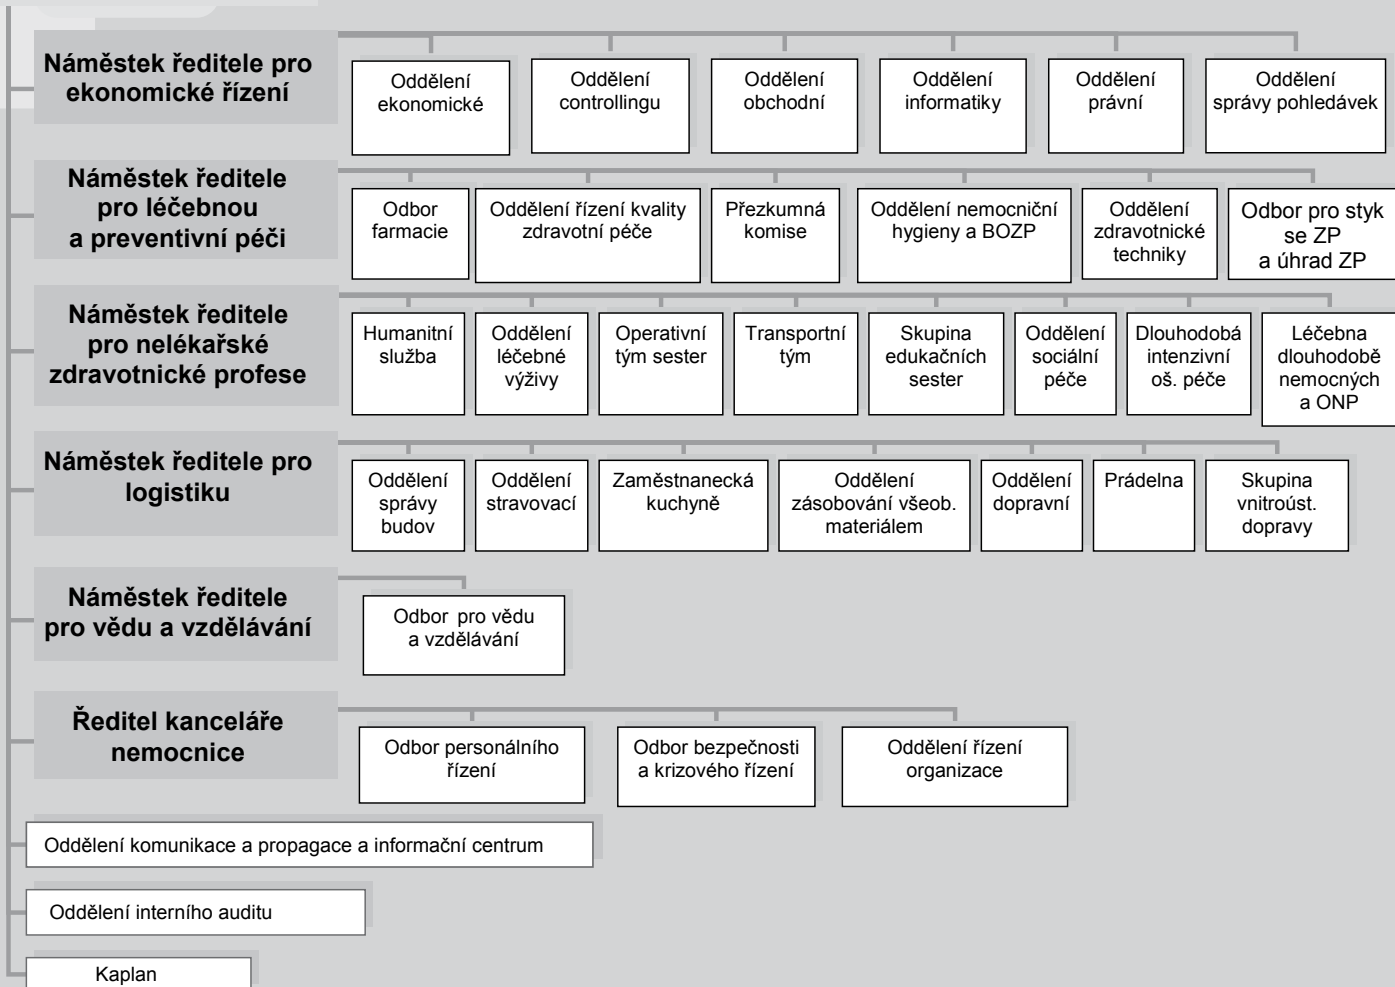 Náměstek ředitele pro
ekonomické řízení
Oddělení
ekonomické
Oddělení
controllingu
Oddělení
obchodní
Oddělení
informatiky
Oddělení
právní
Oddělení
správy pohledávek
Náměstek ředitele
pro léčebnou
a preventivní péči
Odbor
farmacie
Oddělení řízení kvality
zdravotní péče
Přezkumná
komise
Oddělení nemocniční
hygieny a BOZP
Oddělení
zdravotnické
techniky
Odbor pro styk
se ZP
a úhrad ZP
Náměstek ředitele
pro nelékařské
zdravotnické profese
Humanitní
služba
Oddělení
léčebné
výživy
Operativní
tým sester
Transportní
tým
Skupina
edukačních
sester
Oddělení
sociální
péče
Dlouhodobá
intenzivní
oš. péče
Léčebna
dlouhodobě
nemocných
a ONP
Náměstek ředitele pro
logistiku
Oddělení
správy
budov
Oddělení
stravovací
Zaměstnanecká
kuchyně
Oddělení
zásobování všeob.
materiálem
Oddělení
dopravní
Prádelna
Skupina
vnitroúst.
dopravy
Náměstek ředitele
pro vědu a vzdělávání
Odbor pro vědu
a vzdělávání
Ředitel kanceláře
nemocnice
Odbor personálního
řízení
Odbor bezpečnosti
a krizového řízení
Oddělení řízení
organizace
Oddělení komunikace a propagace a informační centrum
Oddělení interního auditu
Kaplan